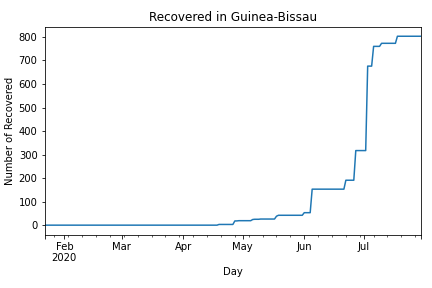 Recovered in Guinea-Bissau
800
700
600
500
400
300
200
100
0
Number of Recovered
Feb Mar Apr May Jun Jul
2020
Day